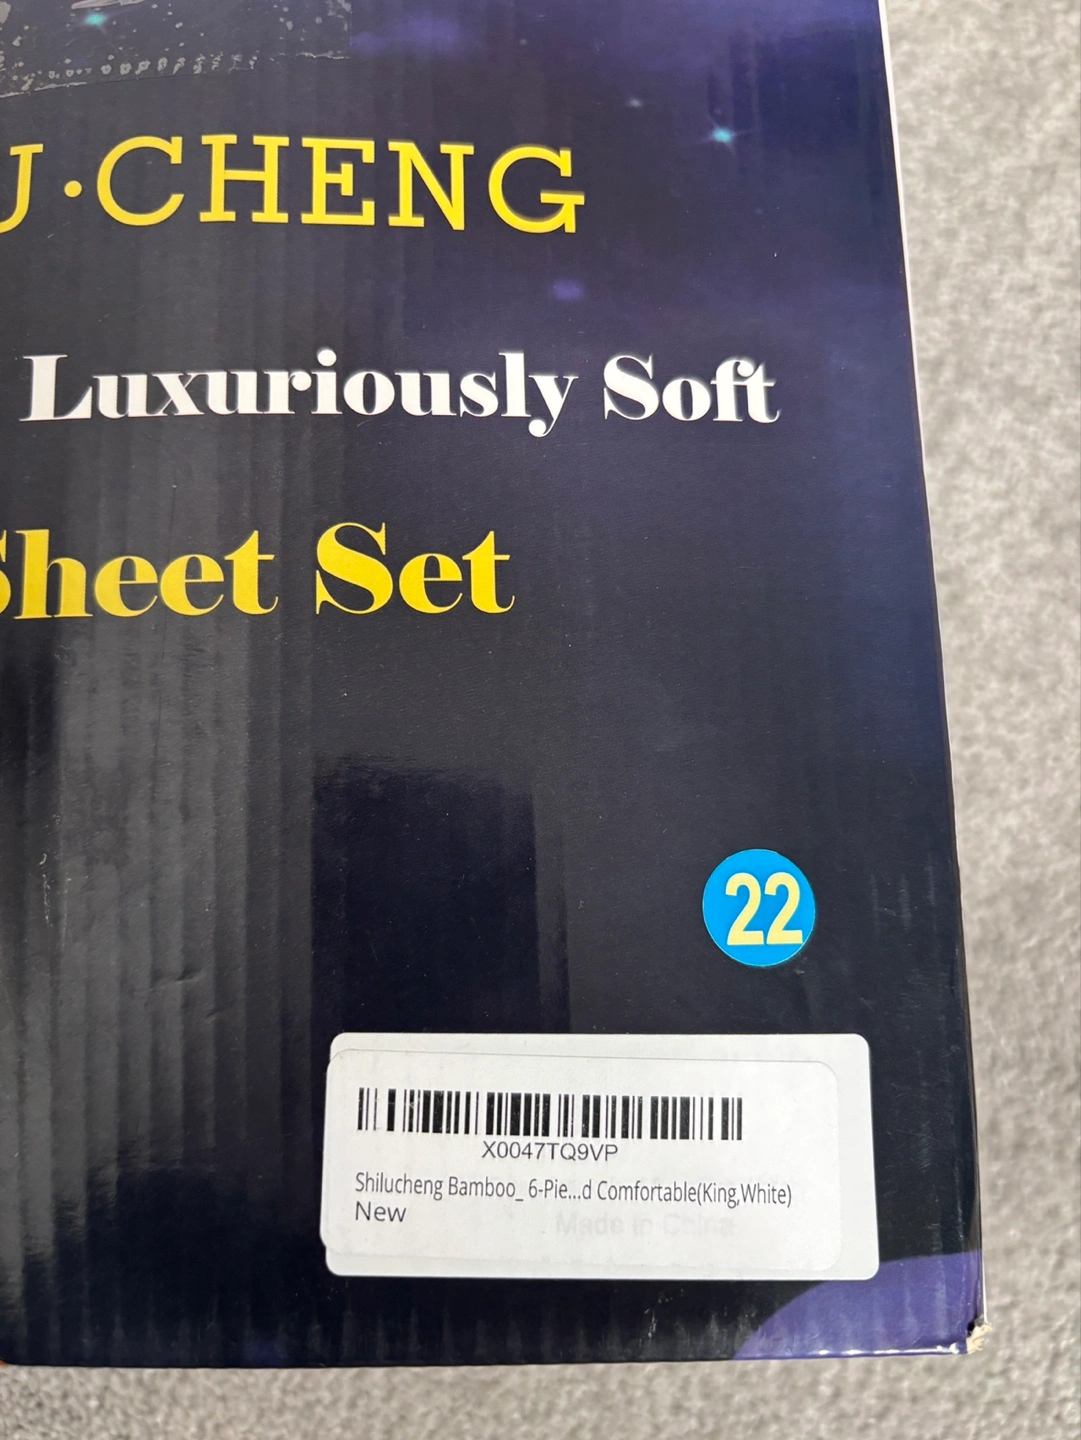 U·CHENG
Luxuriously Soft
Sheet Set
22
X0047TQ9VP
Shilucheng Bamboo_ 6-Pie...d Comfortable(King,White)
New
Made in China